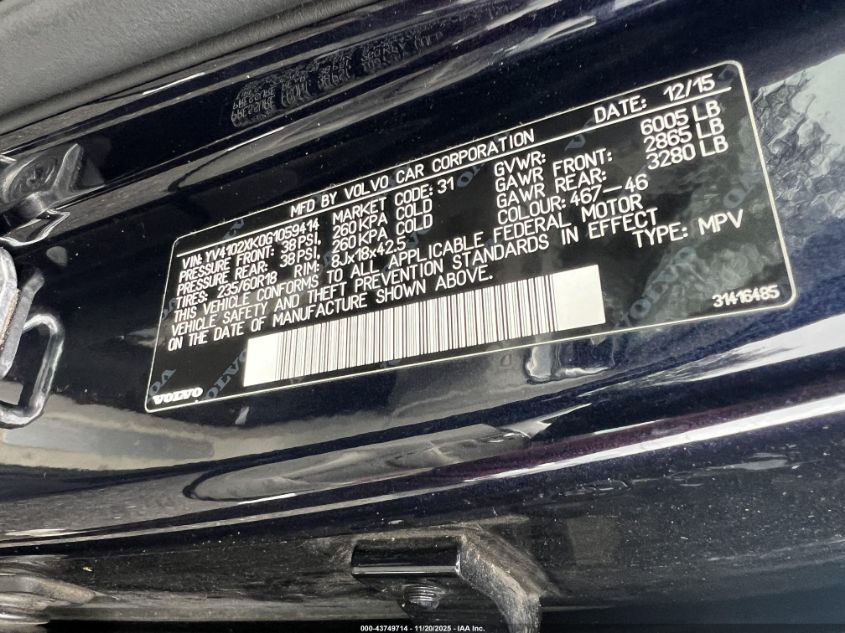 MFD BY VOLVO CAR CORPORATION DATE: 12/15
VIN: YV4102XK0G1059414 MARKET CODE: 31 GVWR: 6005 LB
PRESSURE FRONT: 38 PSI, 260 KPA COLD GAWR FRONT: 2865 LB
PRESSURE REAR: 38 PSI, 260 KPA COLD GAWR REAR: 3280 LB
TIRES: 235/60R18 RIM: 8Jx18x42.5 COLOUR: 467-46
THIS VEHICLE CONFORMS TO ALL APPLICABLE FEDERAL MOTOR
VEHICLE SAFETY AND THEFT PREVENTION STANDARDS IN EFFECT
ON THE DATE OF MANUFACTURE SHOWN ABOVE. TYPE: MPV
31416485
VOLVO
000-43749714 - 11/20/2025 - IAA Inc.